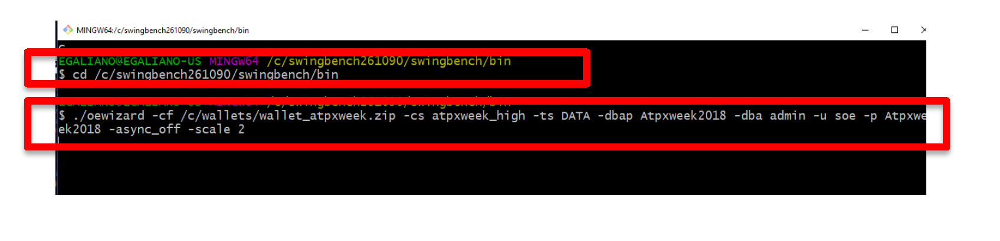 MINGW64:/c/swingbench261090/swingbench/bin
EGALIANO@EGALIANO-US MINGW64 /c/swingbench261090/swingbench/bin
$ cd /c/swingbench261090/swingbench/bin
$ ./oewizard -cf /c/wallets/wallet_atpxweek.zip -cs atpxweek_high -ts DATA -dbap Atpxweek2018 -dba admin -u soe -p Atpxwe
ek2018 -async_off -scale 2